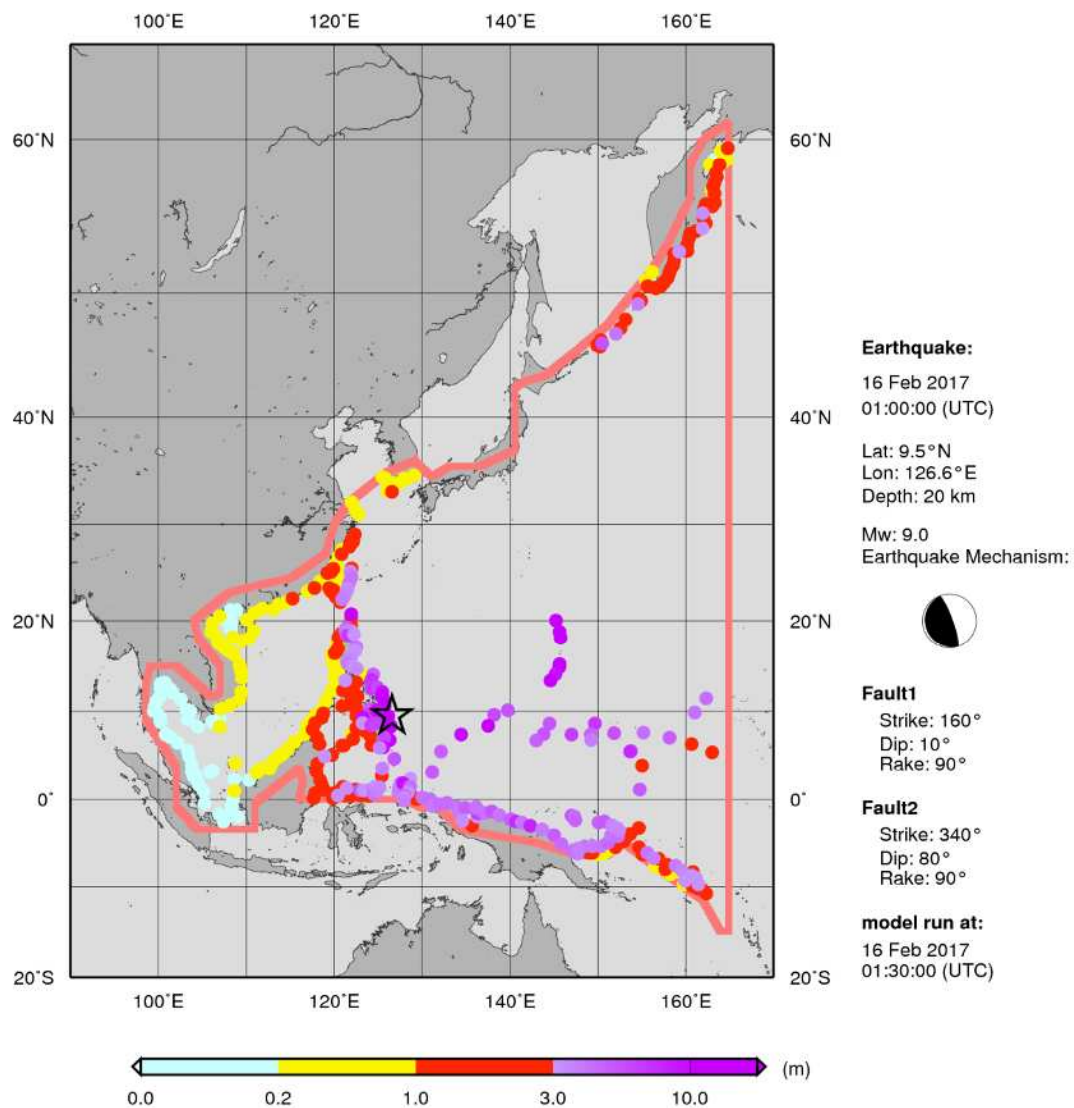 100˚E 120˚E 140˚E 160˚E
60˚N 60˚N
40˚N 40˚N
20˚N 20˚N
0˚ 0˚
20˚S 20˚S
100˚E 120˚E 140˚E 160˚E
Earthquake:
16 Feb 2017
01:00:00 (UTC)
Lat: 9.5°N
Lon: 126.6°E
Depth: 20 km
Mw: 9.0
Earthquake Mechanism:
Fault1
Strike: 160°
Dip: 10°
Rake: 90°
Fault2
Strike: 340°
Dip: 80°
Rake: 90°
model run at:
16 Feb 2017
01:30:00 (UTC)
(m)
0.0 0.2 1.0 3.0 10.0